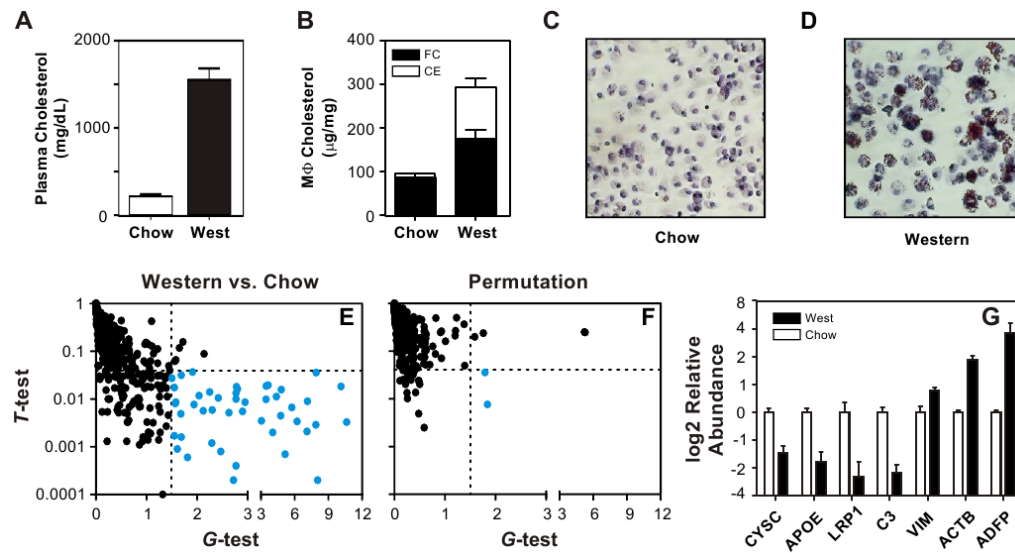 A
Plasma Cholesterol
(mg/dL)
2000
1000
0
Chow
West
B
MΦ Cholesterol
(μg/mg)
400
300
200
100
0
FC
CE
Chow
West
C
Chow
D
Western
Western vs. Chow
E
T-test
1
0.1
0.01
0.001
0.0001
0
1
2
3
3
6
9
12
G-test
Permutation
F
0
1
2
3
3
6
9
12
G-test
G
log2 Relative
Abundance
8
4
2
1
0
-1
-2
-4
West
Chow
CYSC
APOE
LRP1
C3
VIM
ACTB
ADFP